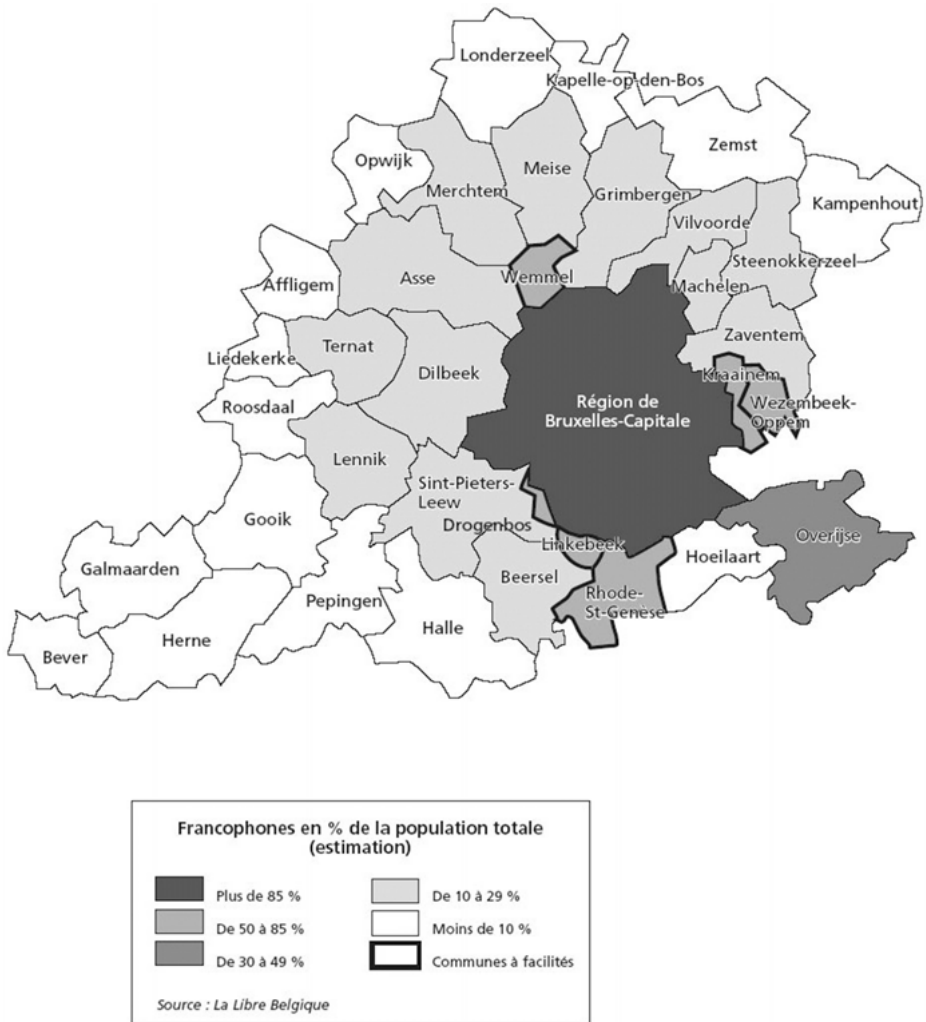 Londerzeel
Kapelle-op-den-Bos
Zemst
Opwijk
Meise
Merchtem
Grimbergen
Kampenhout
Vilvoorde
Steenokkerzeel
Affligem
Asse
Wemmel
Machelen
Zaventem
Liedekerke
Ternat
Dilbeek
Kraainem
Roosdaal
Région de
Bruxelles-Capitale
Wezembeek-
Oppem
Lennik
Sint-Pieters-
Leew
Gooik
Drogenbos
Overijse
Linkebeek
Hoeilaart
Galmaarden
Beersel
Rhode-
St-Genèse
Pepingen
Halle
Herne
Bever
Francophones en % de la population totale
(estimation)
Plus de 85 %
De 10 à 29 %
De 50 à 85 %
Moins de 10 %
De 30 à 49 %
Communes à facilités
Source : La Libre Belgique